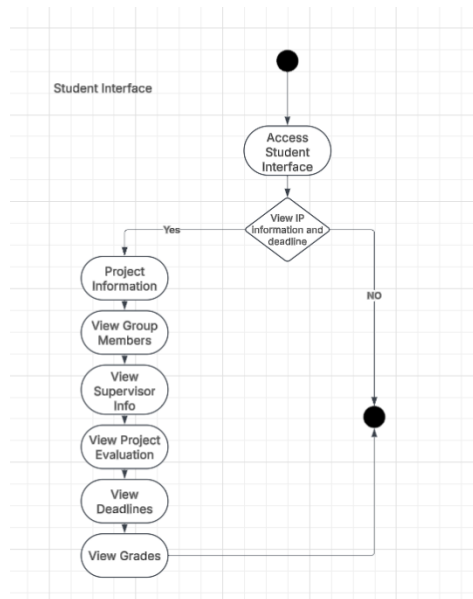 Student Interface
Access
Student
Interface
View IP
information and
deadline
Yes
NO
Project
Information
View Group
Members
View
Supervisor
Info
View Project
Evaluation
View
Deadlines
View Grades